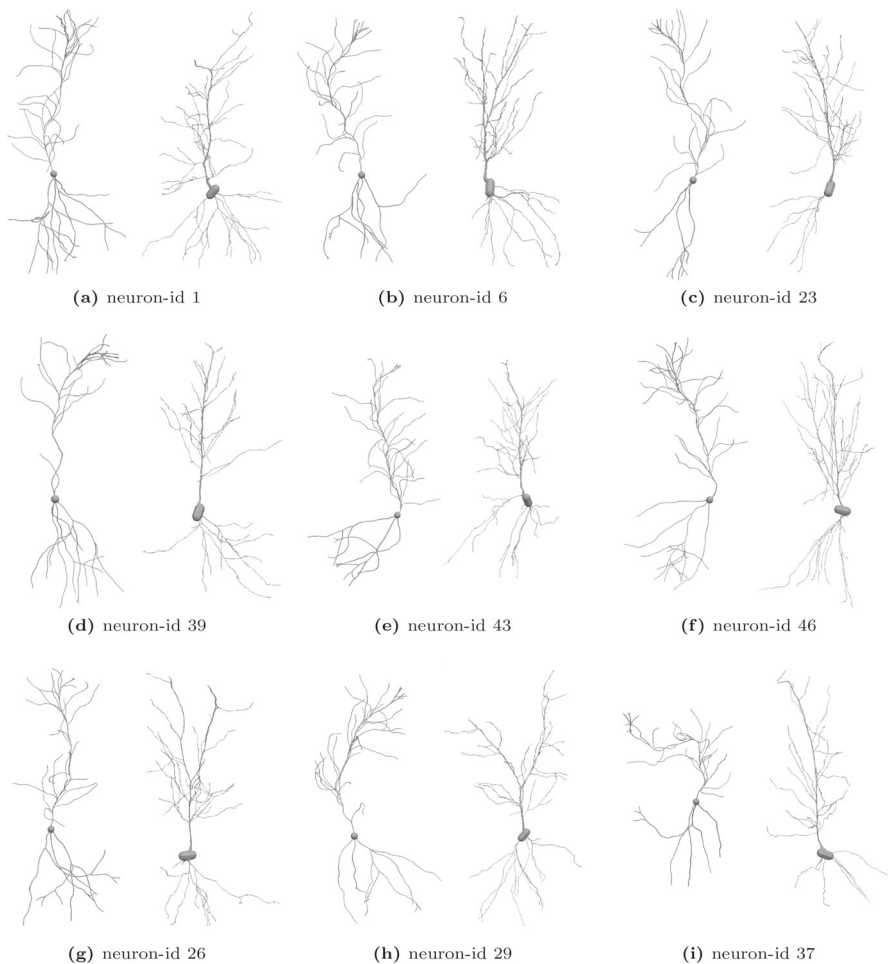 (a) neuron-id 1
(b) neuron-id 6
(c) neuron-id 23
(d) neuron-id 39
(e) neuron-id 43
(f) neuron-id 46
(g) neuron-id 26
(h) neuron-id 29
(i) neuron-id 37